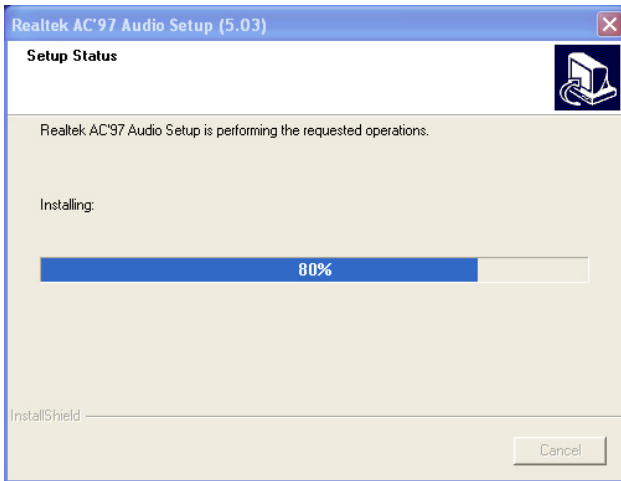 Realtek AC'97 Audio Setup (5.03)
Setup Status
Realtek AC'97 Audio Setup is performing the requested operations.
Installing:
80%
InstallShield
Cancel